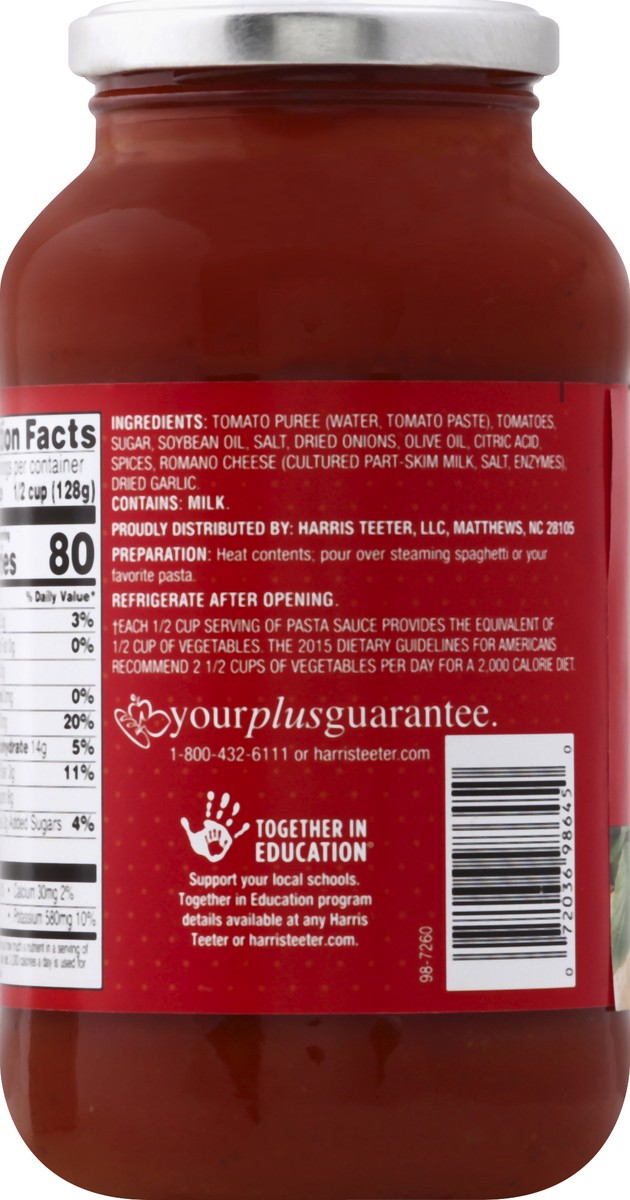 ion Facts
per container
1/2 cup (128g)
80
% Daily Value*
3%
0%
0%
20%
14g 5%
11%
Added Sugars 4%
• Calcium 30mg 2%
• Potassium 580mg 10%
INGREDIENTS: TOMATO PUREE (WATER, TOMATO PASTE), TOMATOES,
SUGAR, SOYBEAN OIL, SALT, DRIED ONIONS, OLIVE OIL, CITRIC ACID,
SPICES, ROMANO CHEESE (CULTURED PART-SKIM MILK, SALT, ENZYMES),
DRIED GARLIC.
CONTAINS: MILK.
PROUDLY DISTRIBUTED BY: HARRIS TEETER, LLC, MATTHEWS, NC 28105
PREPARATION: Heat contents; pour over steaming spaghetti or your
favorite pasta.
REFRIGERATE AFTER OPENING.
†EACH 1/2 CUP SERVING OF PASTA SAUCE PROVIDES THE EQUIVALENT OF
1/2 CUP OF VEGETABLES. THE 2015 DIETARY GUIDELINES FOR AMERICANS
RECOMMEND 2 1/2 CUPS OF VEGETABLES PER DAY FOR A 2,000 CALORIE DIET.
yourplusguarantee.
1-800-432-6111 or harristeeter.com
TOGETHER IN
EDUCATION
Support your local schools.
Together in Education program
details available at any Harris
Teeter or harristeeter.com.
98-7260
0 72036 98645 0